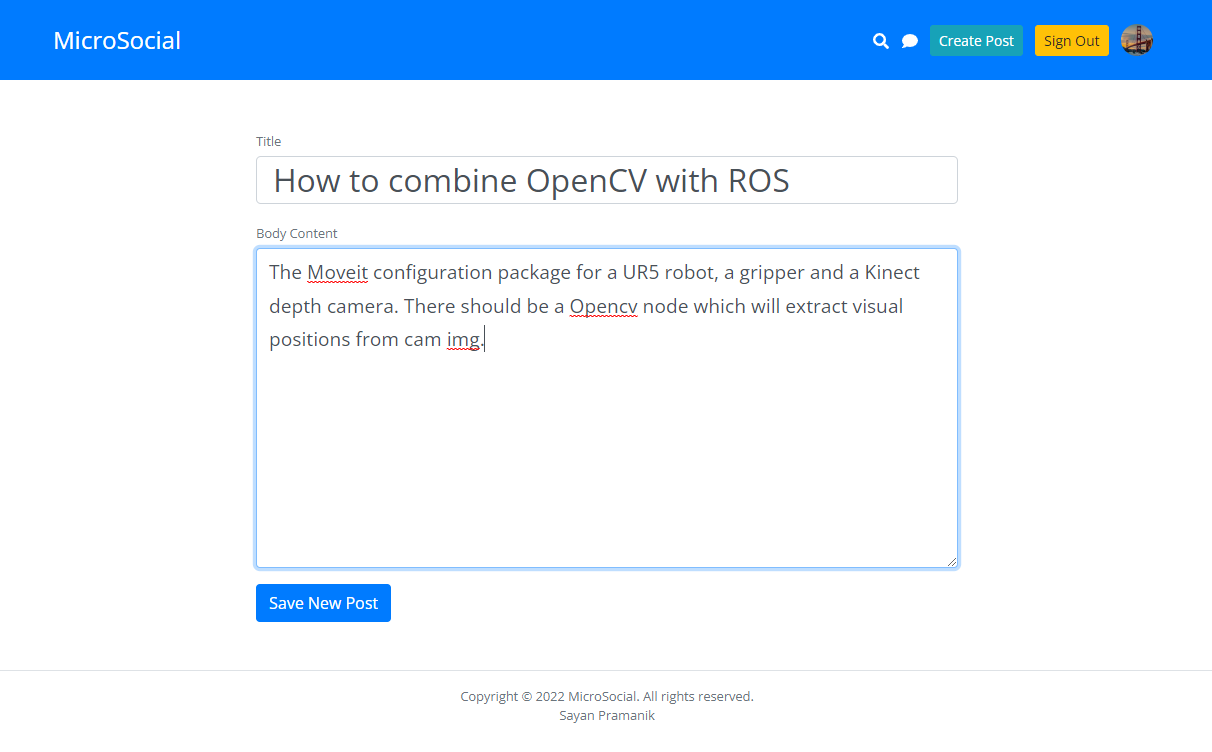 MicroSocial
Create Post
Sign Out
Title
How to combine OpenCV with ROS
Body Content
The Moveit configuration package for a UR5 robot, a gripper and a Kinect
depth camera. There should be a Opencv node which will extract visual
positions from cam img.
Save New Post
Copyright © 2022 MicroSocial. All rights reserved.
Sayan Pramanik